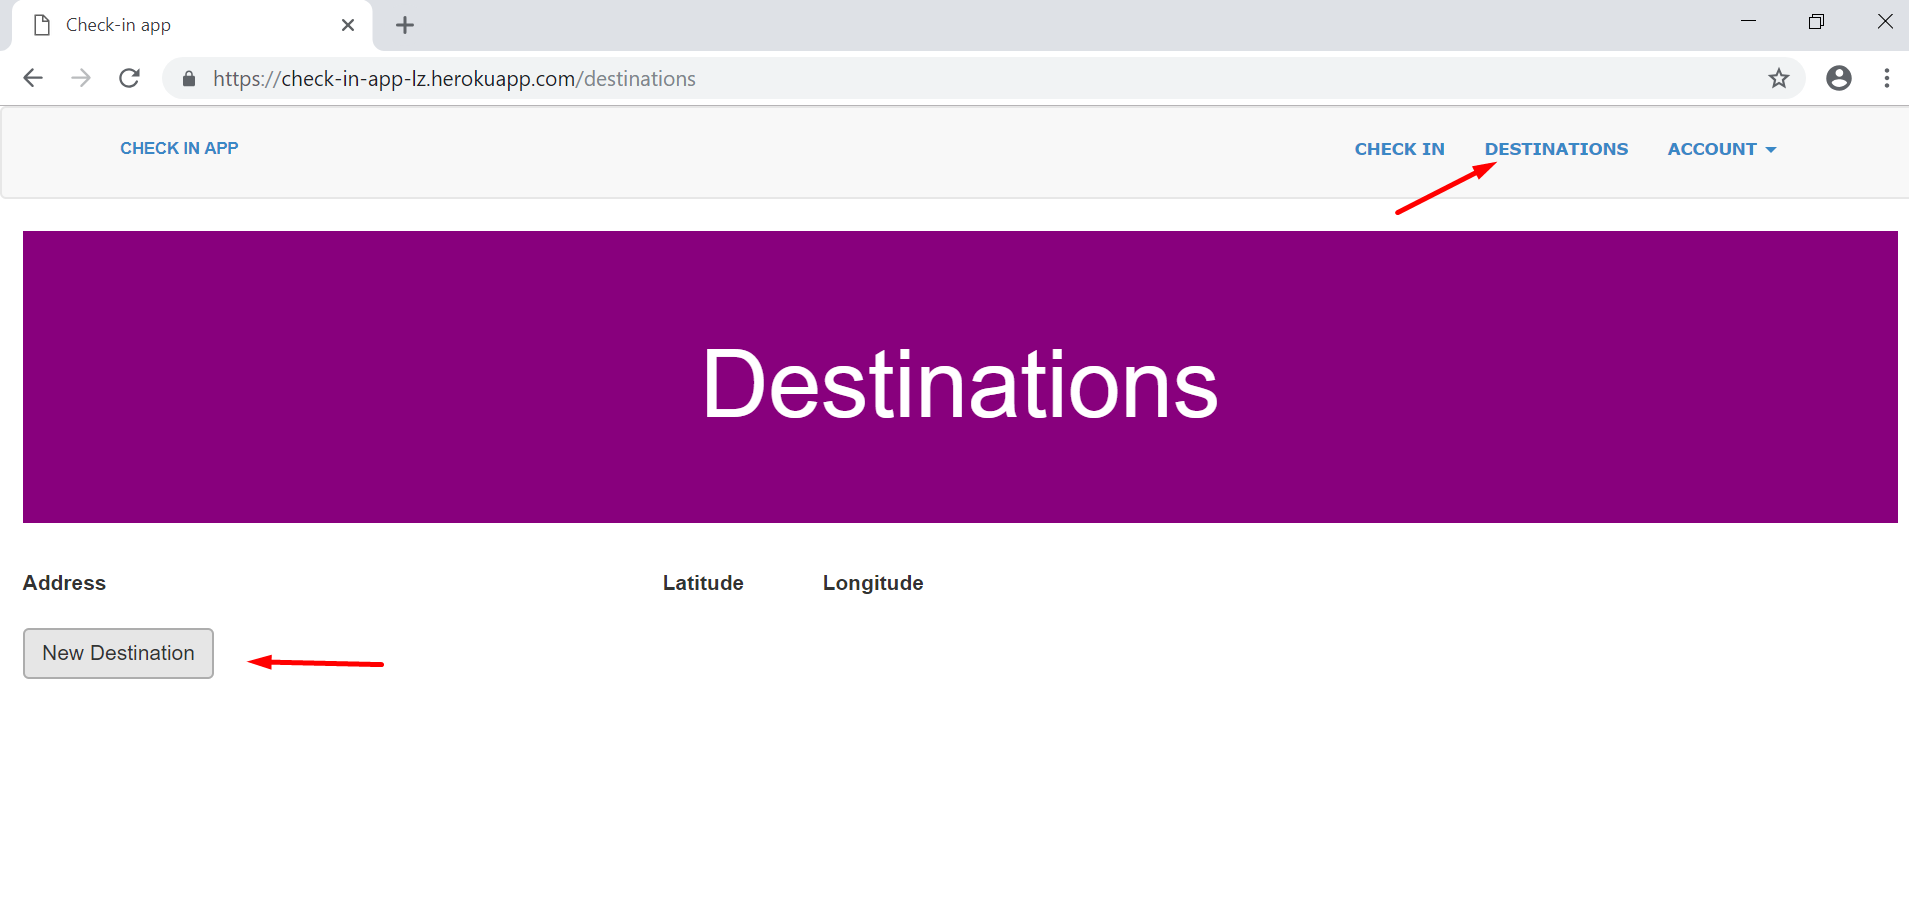 Check-in app
https://check-in-app-lz.herokuapp.com/destinations
CHECK IN APP
CHECK IN
DESTINATIONS
ACCOUNT
Destinations
Address
Latitude
Longitude
New Destination